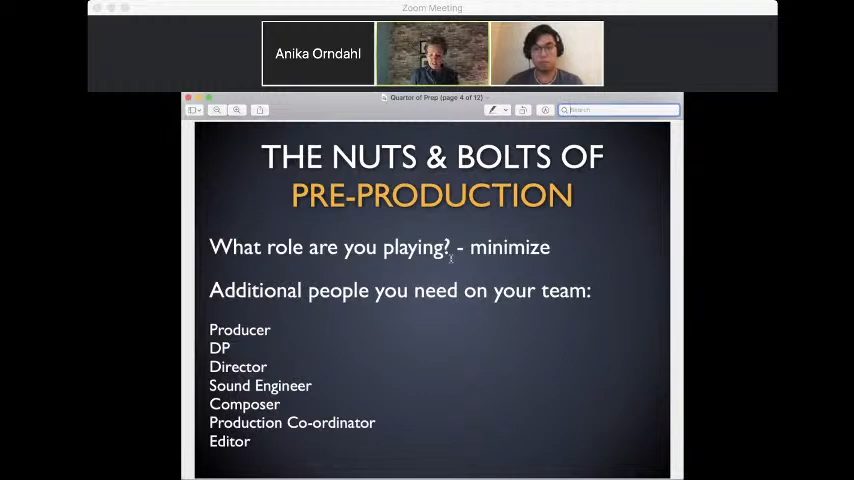 Zoom Meeting
Anika Orndahl
Quarter of Prep (page 4 of 12)
Search
THE NUTS & BOLTS OF
PRE-PRODUCTION
What role are you playing? - minimize
Additional people you need on your team:
Producer
DP
Director
Sound Engineer
Composer
Production Co-ordinator
Editor